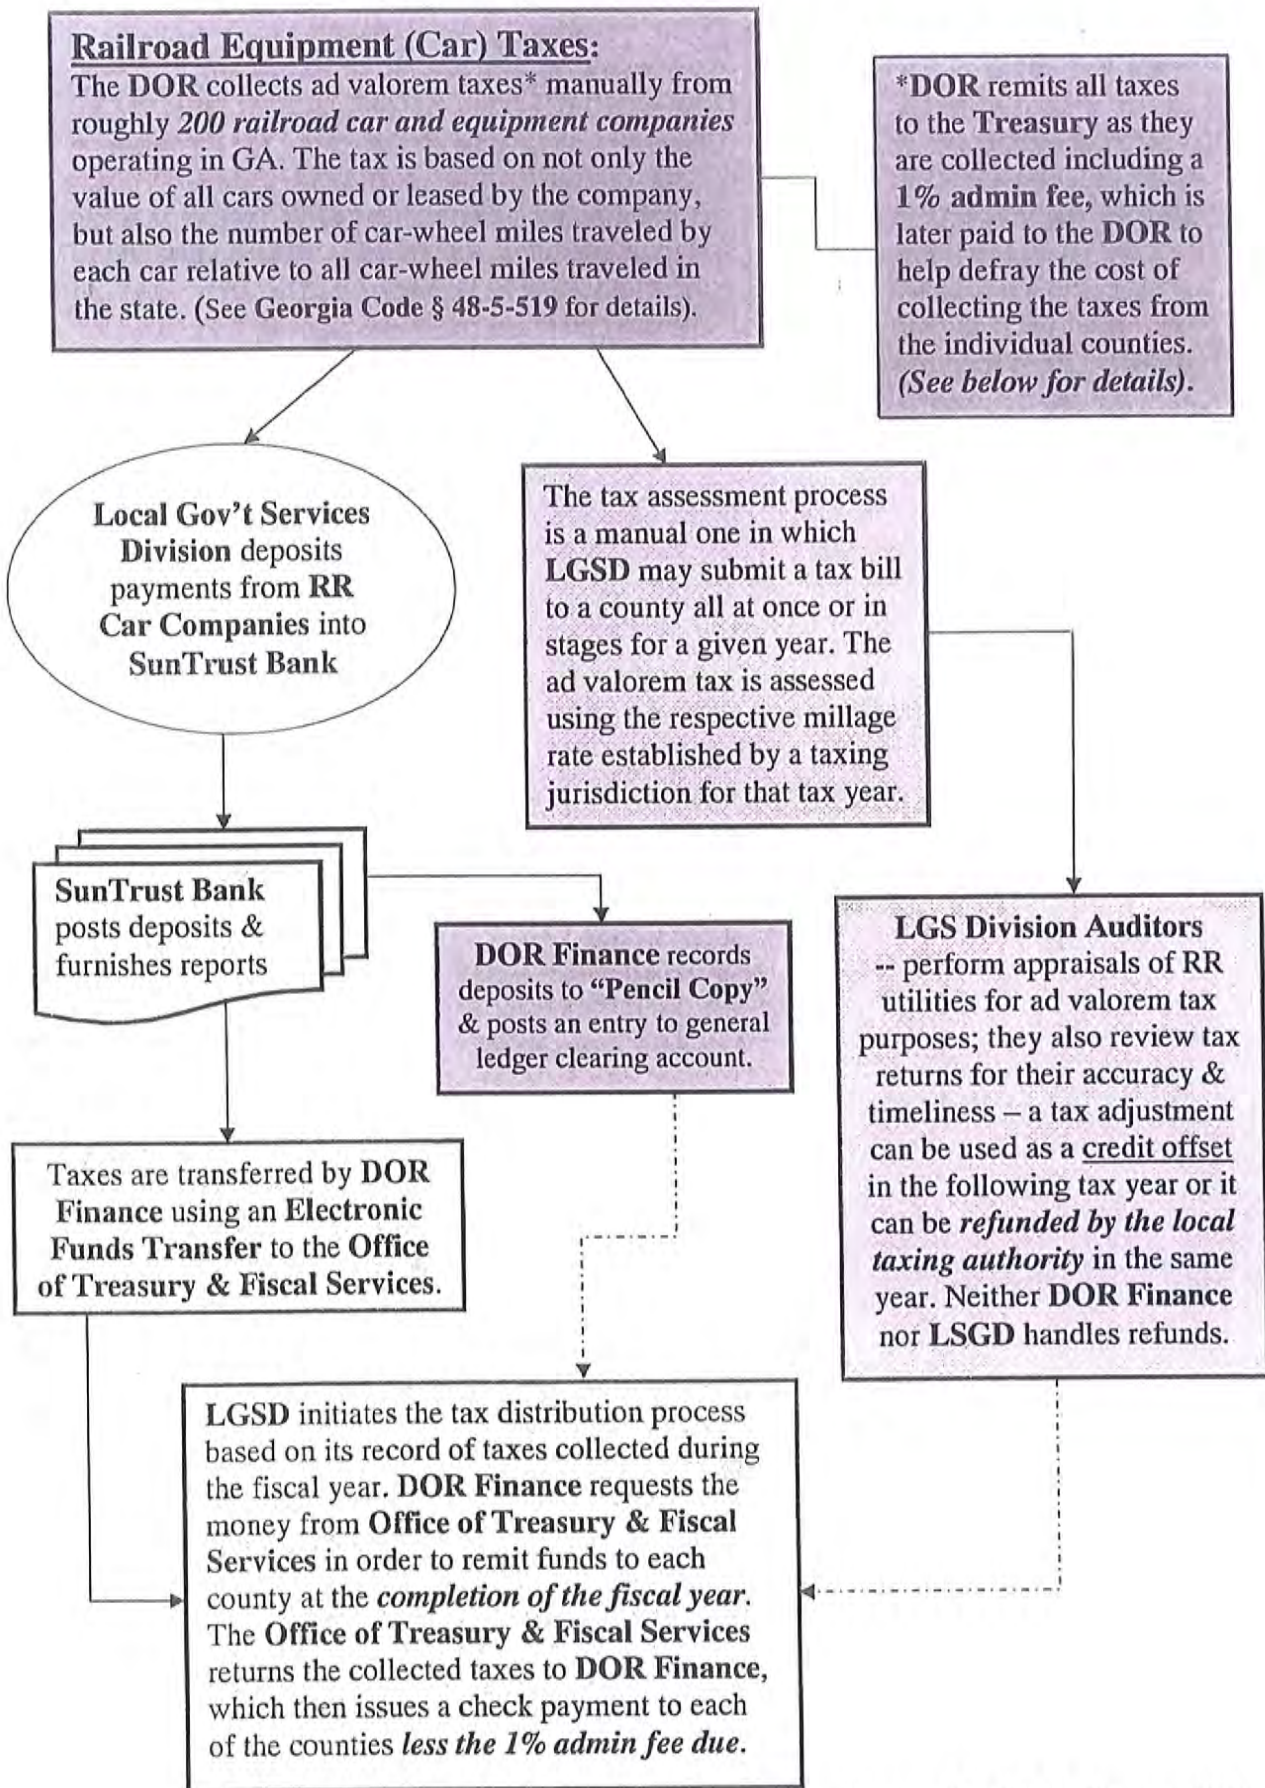 Railroad Equipment (Car) Taxes:
The DOR collects ad valorem taxes* manually from
roughly 200 railroad car and equipment companies
operating in GA. The tax is based on not only the
value of all cars owned or leased by the company,
but also the number of car-wheel miles traveled by
each car relative to all car-wheel miles traveled in
the state. (See Georgia Code § 48-5-519 for details).
*DOR remits all taxes
to the Treasury as they
are collected including a
1% admin fee, which is
later paid to the DOR to
help defray the cost of
collecting the taxes from
the individual counties.
(See below for details).
Local Gov't Services
Division deposits
payments from RR
Car Companies into
SunTrust Bank
The tax assessment process
is a manual one in which
LGSD may submit a tax bill
to a county all at once or in
stages for a given year. The
ad valorem tax is assessed
using the respective millage
rate established by a taxing
jurisdiction for that tax year.
SunTrust Bank
posts deposits &
furnishes reports
DOR Finance records
deposits to "Pencil Copy"
& posts an entry to general
ledger clearing account.
LGS Division Auditors
-- perform appraisals of RR
utilities for ad valorem tax
purposes; they also review tax
returns for their accuracy &
timeliness – a tax adjustment
can be used as a credit offset
in the following tax year or it
can be refunded by the local
taxing authority in the same
year. Neither DOR Finance
nor LSGD handles refunds.
Taxes are transferred by DOR
Finance using an Electronic
Funds Transfer to the Office
of Treasury & Fiscal Services.
LGSD initiates the tax distribution process
based on its record of taxes collected during
the fiscal year. DOR Finance requests the
money from Office of Treasury & Fiscal
Services in order to remit funds to each
county at the completion of the fiscal year.
The Office of Treasury & Fiscal Services
returns the collected taxes to DOR Finance,
which then issues a check payment to each
of the counties less the 1% admin fee due.